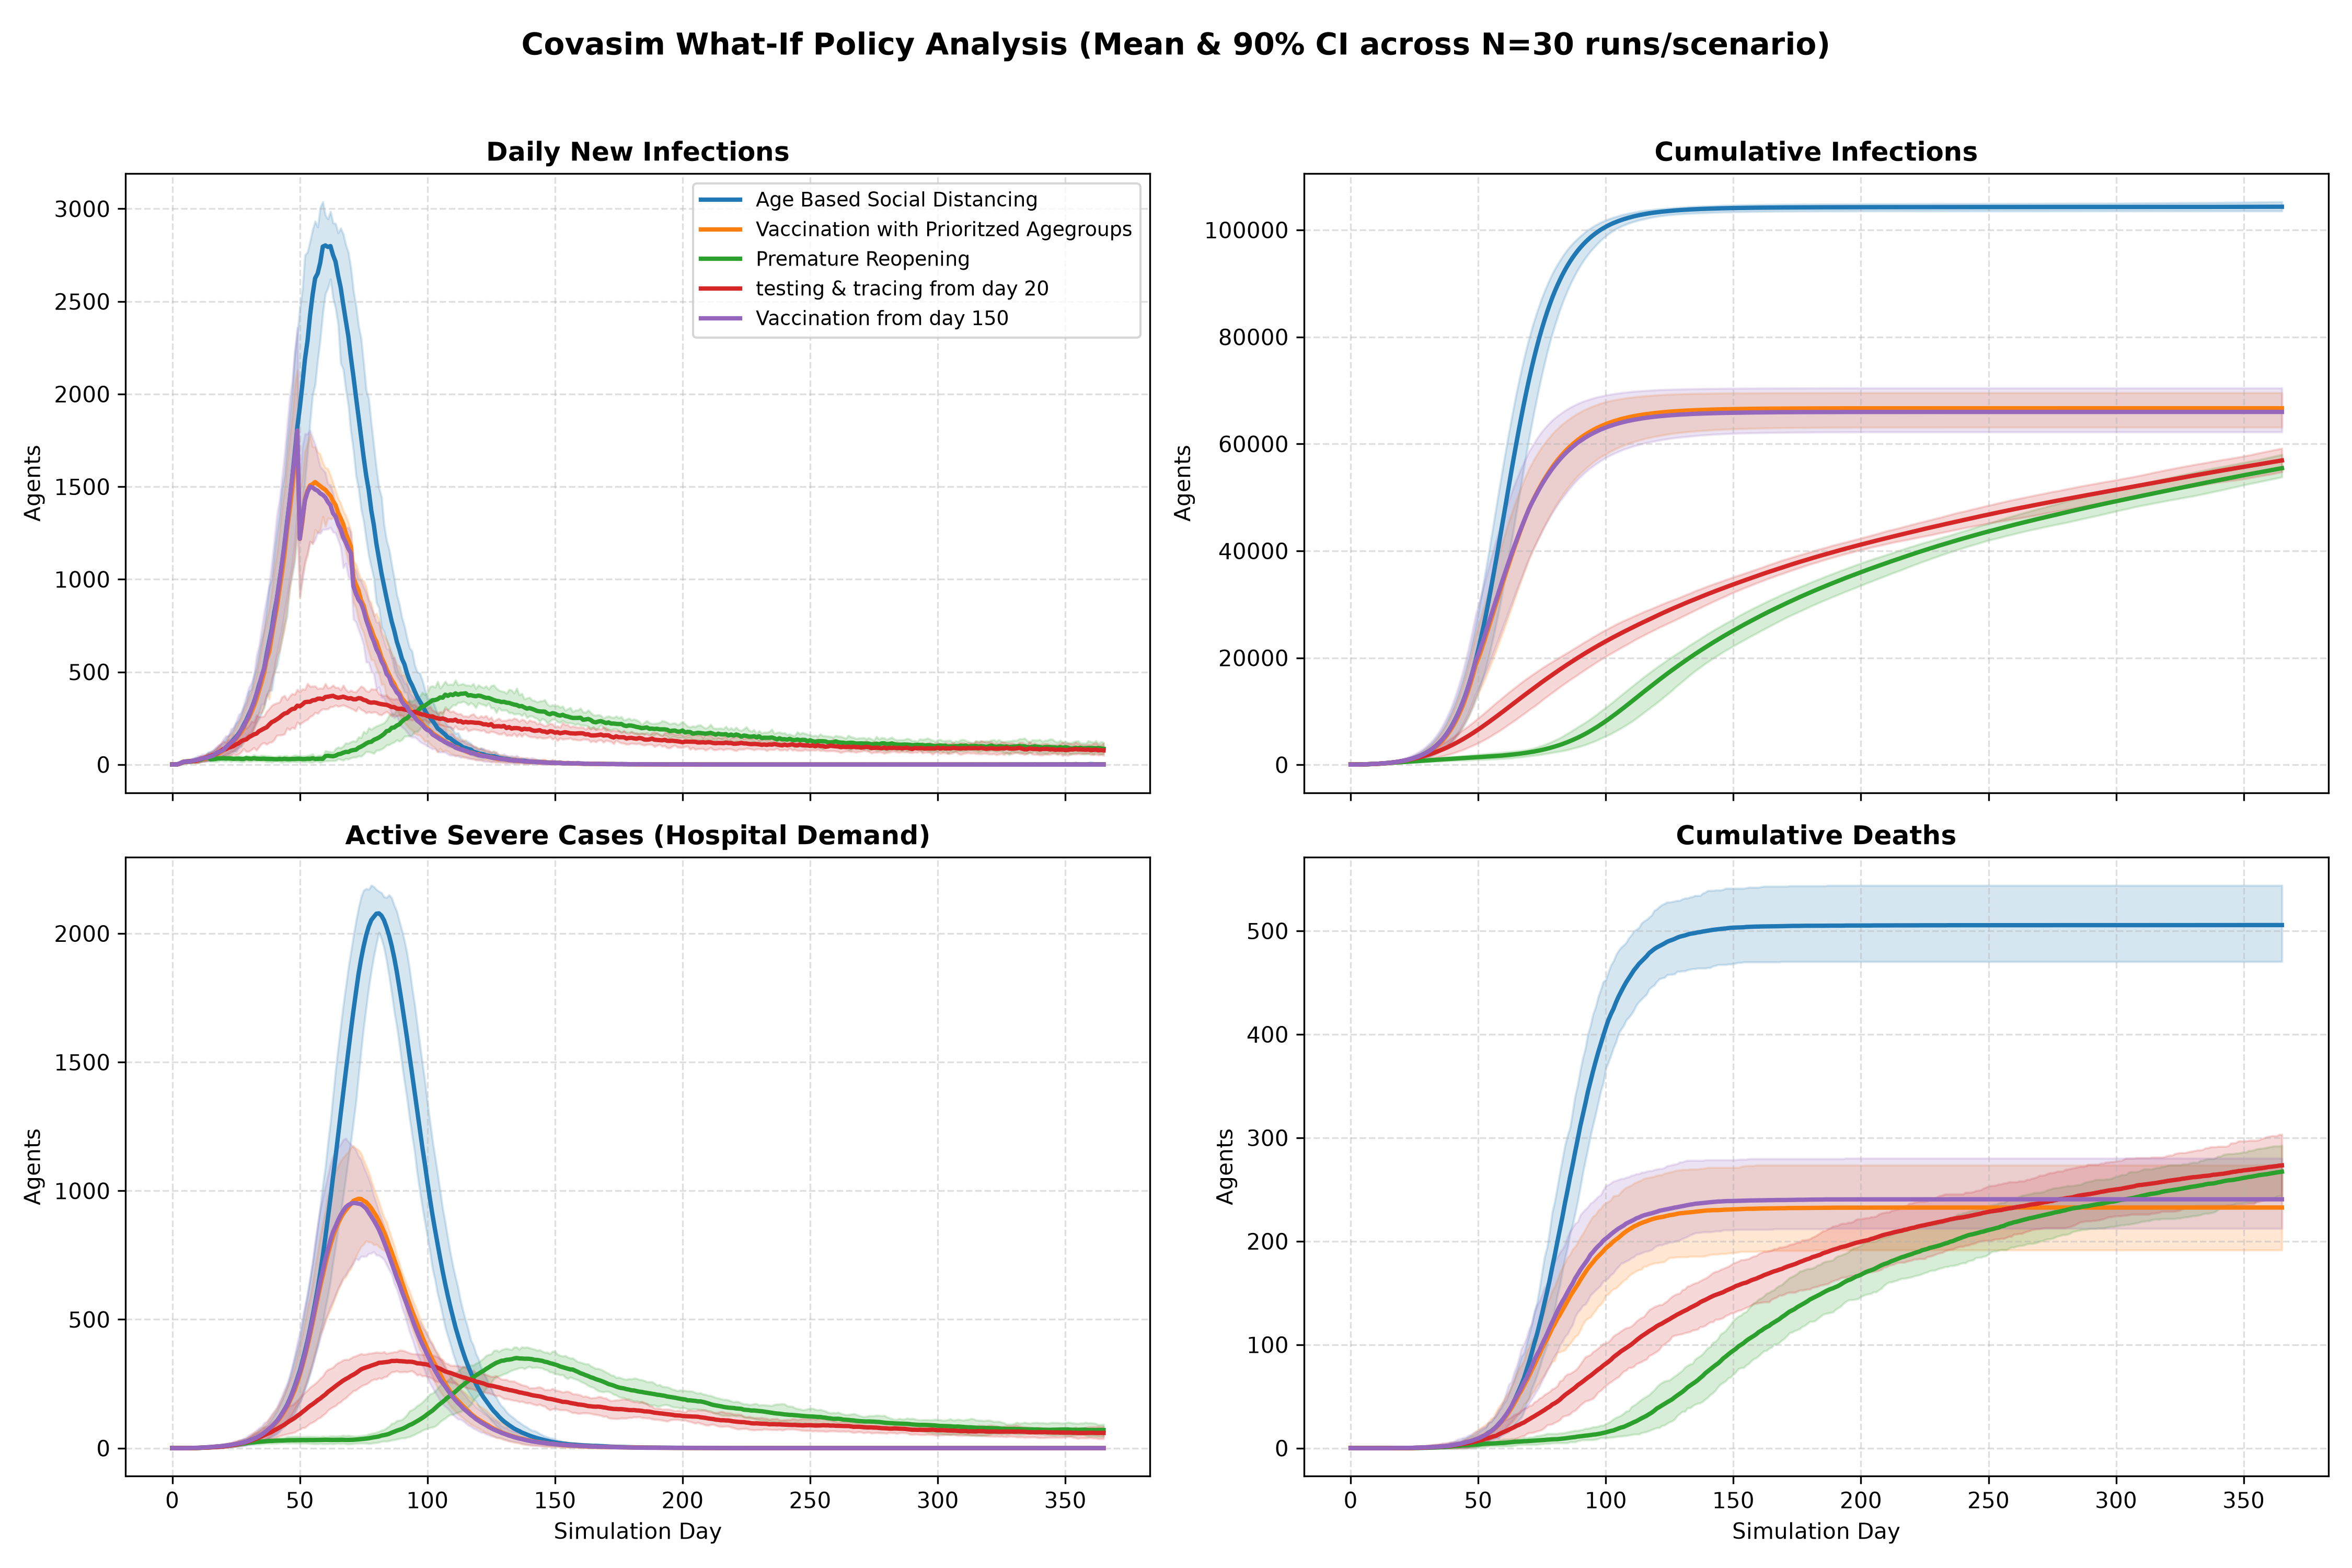 Covasim What-If Policy Analysis (Mean & 90% CI across N=30 runs/scenario)
Daily New Infections
Agents
3000
2500
2000
1500
1000
500
0
Age Based Social Distancing
Vaccination with Prioritzed Agegroups
Premature Reopening
testing & tracing from day 20
Vaccination from day 150
Cumulative Infections
Agents
100000
80000
60000
40000
20000
0
Active Severe Cases (Hospital Demand)
Agents
2000
1500
1000
500
0
0 50 100 150 200 250 300 350
Simulation Day
Cumulative Deaths
Agents
500
400
300
200
100
0
0 50 100 150 200 250 300 350
Simulation Day